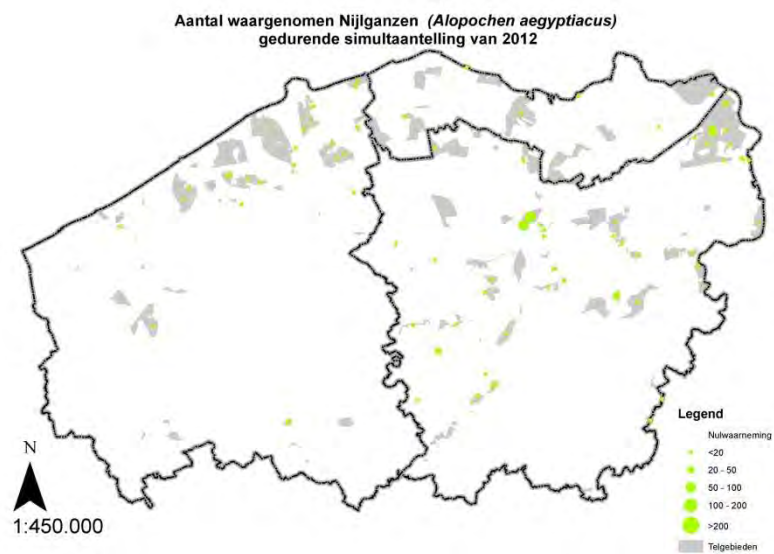 Aantal waargenomen Nijlganzen (Alopochen aegyptiacus)
gedurende simultaantelling van 2012
Legend
Nulwaarneming
<20
20 - 50
50 - 100
100 - 200
>200
Telgebieden
N
1:450.000